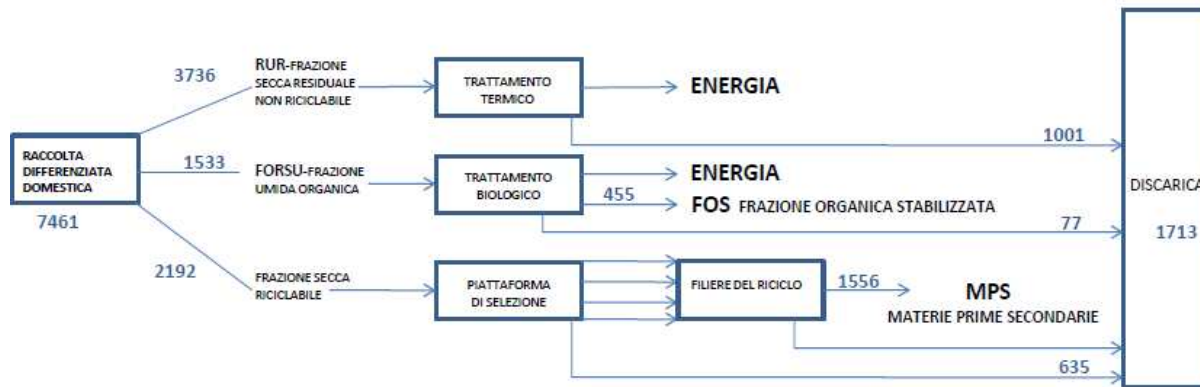 3736
RUR-FRAZIONE
SECCA RESIDUALE
NON RICICLABILE
TRATTAMENTO
TERMICO
ENERGIA
1001
RACCOLTA
DIFFERENZIATA
DOMESTICA
7461
1533
FORSU-FRAZIONE
UMIDA ORGANICA
TRATTAMENTO
BIOLOGICO
ENERGIA
455
FOS FRAZIONE ORGANICA STABILIZZATA
77
DISCARICA
1713
2192
FRAZIONE SECCA
RICICLABILE
PIATTAFORMA
DI SELEZIONE
FILIERE DEL RICICLO
1556
MPS
MATERIE PRIME SECONDARIE
635